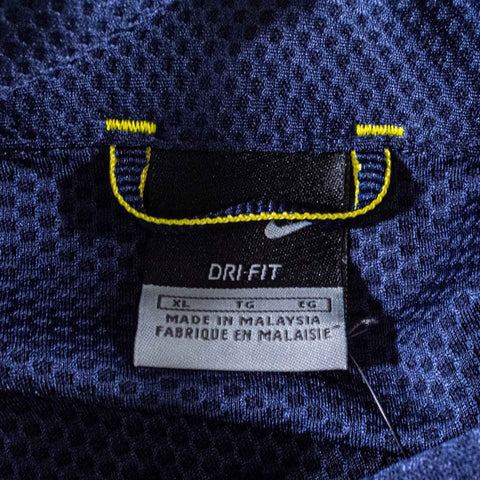 DRI-FIT
XL TG EG
MADE IN MALAYSIA
FABRIQUE EN MALAISIE